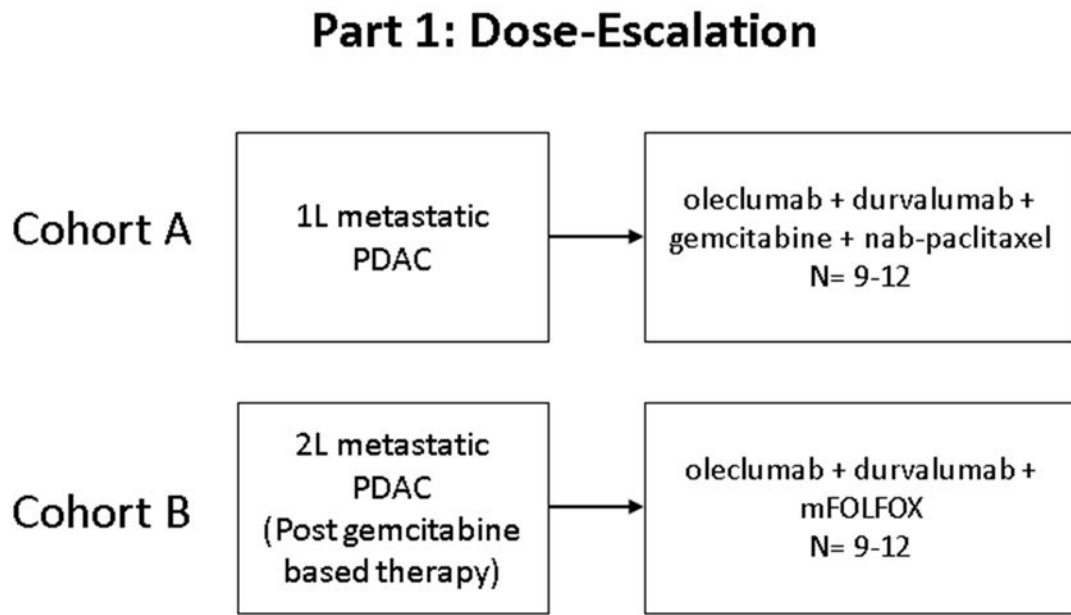 Part 1: Dose-Escalation
Cohort A
1L metastatic
PDAC
oleclumab + durvalumab +
gemcitabine + nab-paclitaxel
N= 9-12
Cohort B
2L metastatic
PDAC
(Post gemcitabine
based therapy)
oleclumab + durvalumab +
mFOLFOX
N= 9-12